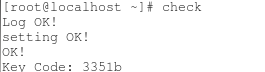 [root@localhost ~]# check
Log OK!
setting OK!
OK!
Key Code: 3351b